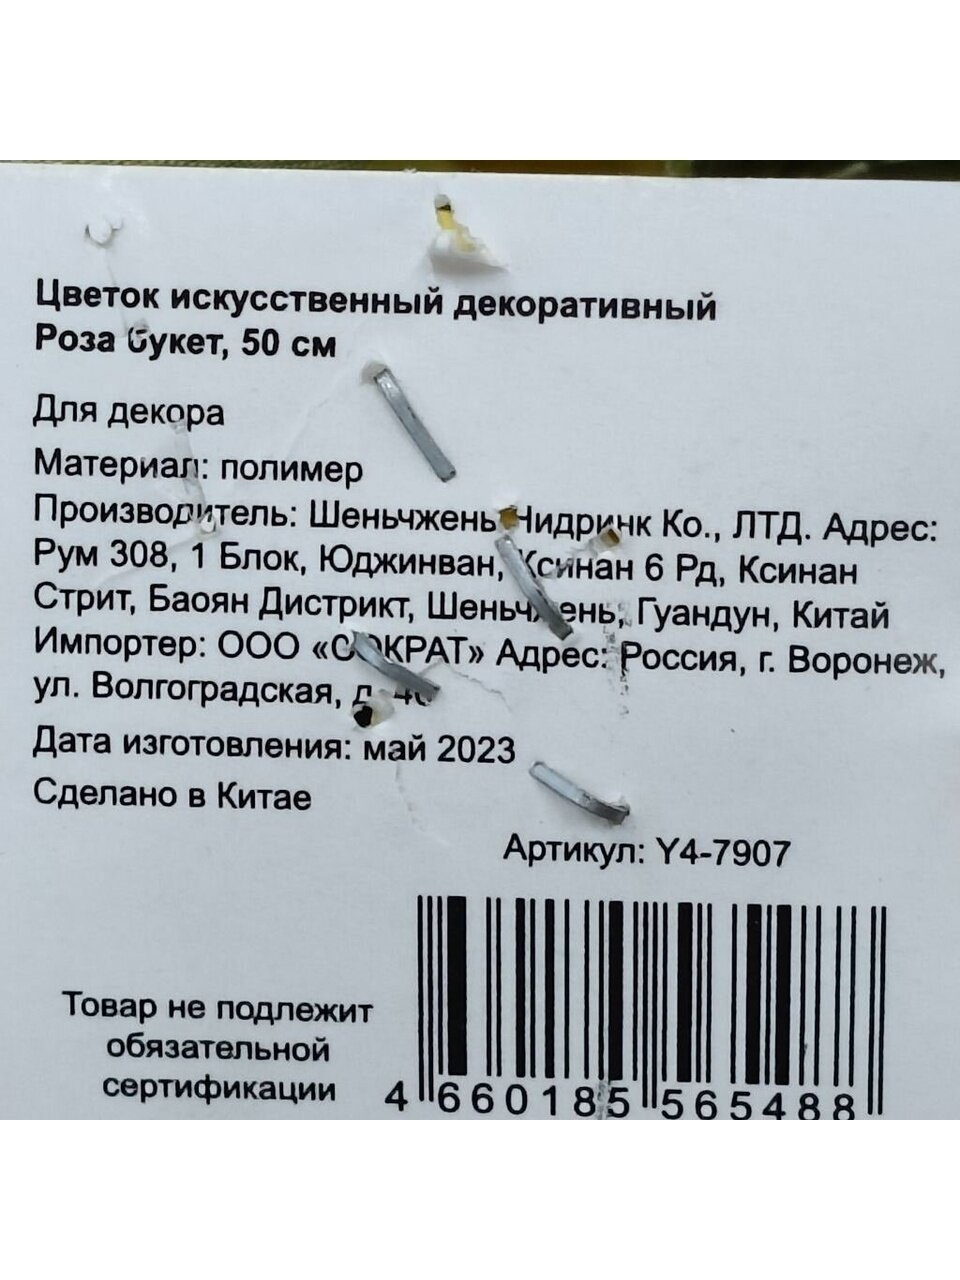 Цветок искусственный декоративный
Роза букет, 50 см
Для декора
Материал: полимер
Производитель: Шеньчжень Чидринк Ко., ЛТД. Адрес:
Рум 308, 1 Блок, Юджинван, Ксинан 6 Рд, Ксинан
Стрит, Баоян Дистрикт, Шеньчжень, Гуандун, Китай
Импортер: ООО «СОКРАТ» Адрес: Россия, г. Воронеж,
ул. Волгоградская, д. 
Дата изготовления: май 2023
Сделано в Китае
Артикул: Y4-7907
Товар не подлежит
обязательной
сертификации
4 660185 565488